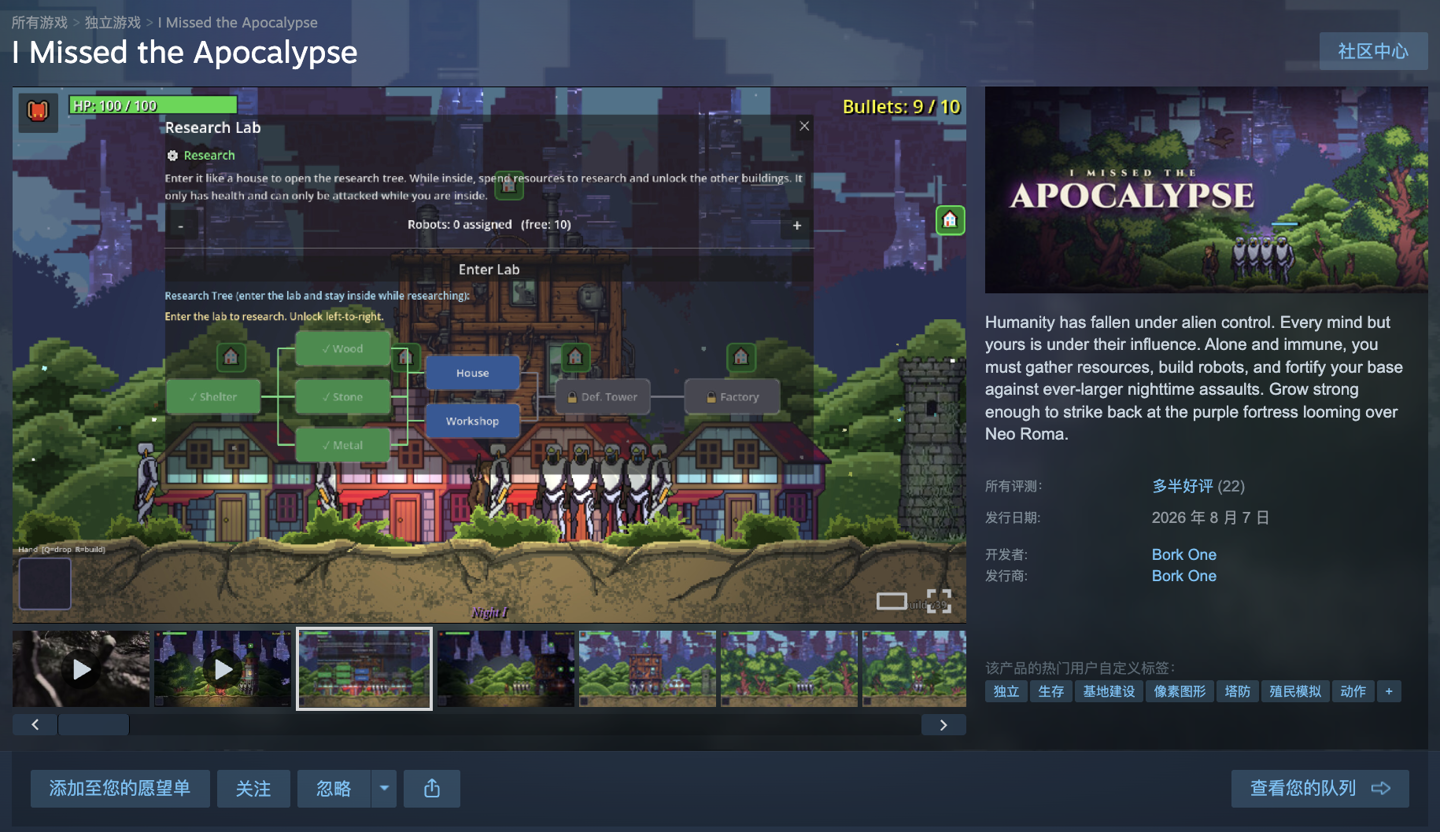 所有游戏 > 独立游戏 > I Missed the Apocalypse
I Missed the Apocalypse
社区中心
HP: 100 / 100
Bullets: 9 / 10
Research Lab
Research
Enter it like a house to open the research tree. While inside, spend resources to research and unlock the other buildings. It
only has health and can only be attacked while you are inside.
- Robots: 0 assigned (free: 10) +
Enter Lab
Research Tree (enter the lab and stay inside while researching):
Enter the lab to research. Unlock left-to-right.
✓ Wood
House
✓ Shelter
✓ Stone
Def. Tower
Factory
Workshop
✓ Metal
Hand [Q=drop R=build]
Night 1
I MISSED THE
APOCALYPSE
Humanity has fallen under alien control. Every mind but
yours is under their influence. Alone and immune, you
must gather resources, build robots, and fortify your base
against ever-larger nighttime assaults. Grow strong
enough to strike back at the purple fortress looming over
Neo Roma.
所有评测: 多半好评 (22)
发行日期: 2026 年 8 月 7 日
开发者: Bork One
发行商: Bork One
该产品的热门用户自定义标签:
独立 生存 基地建设 像素图形 塔防 殖民模拟 动作 +
添加至您的愿望单 关注 忽略 查看您的队列